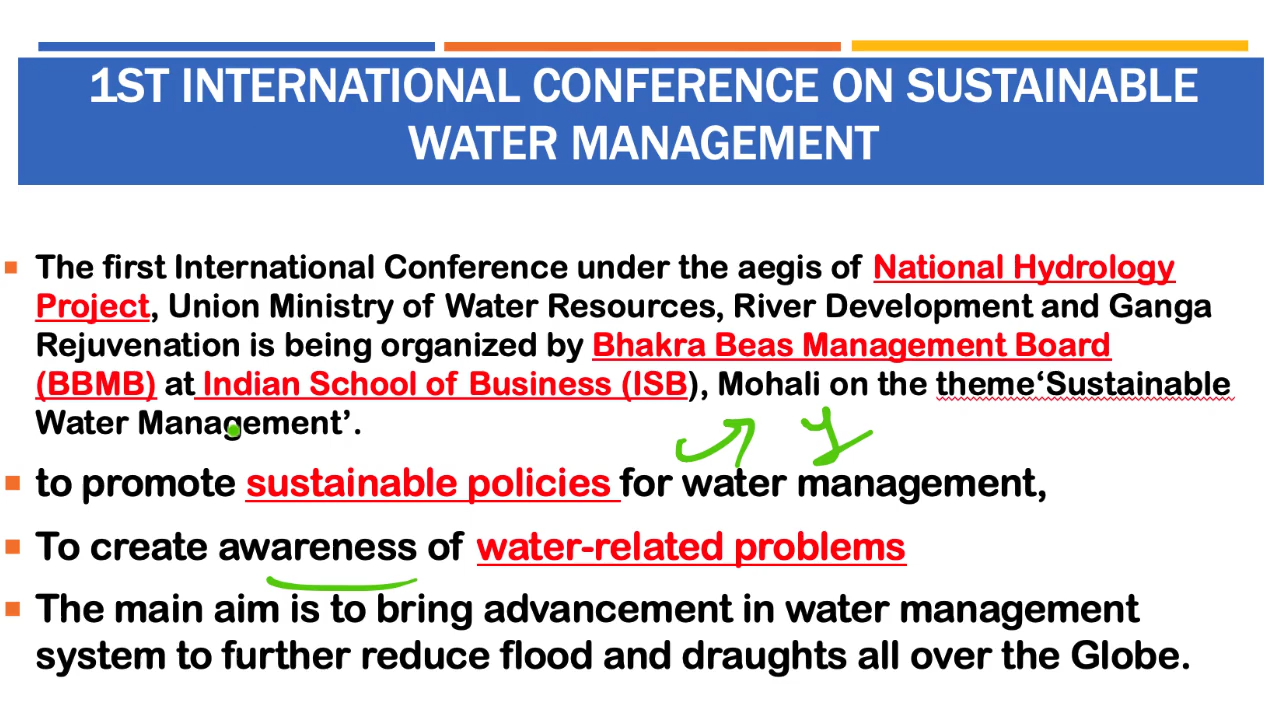 1ST INTERNATIONAL CONFERENCE ON SUSTAINABLE
WATER MANAGEMENT
The first International Conference under the aegis of National Hydrology
Project, Union Ministry of Water Resources, River Development and Ganga
Rejuvenation is being organized by Bhakra Beas Management Board
(BBMB) at Indian School of Business (ISB), Mohali on the theme‘Sustainable
Water Management’.
to promote sustainable policies for water management,
To create awareness of water-related problems
The main aim is to bring advancement in water management
system to further reduce flood and draughts all over the Globe.